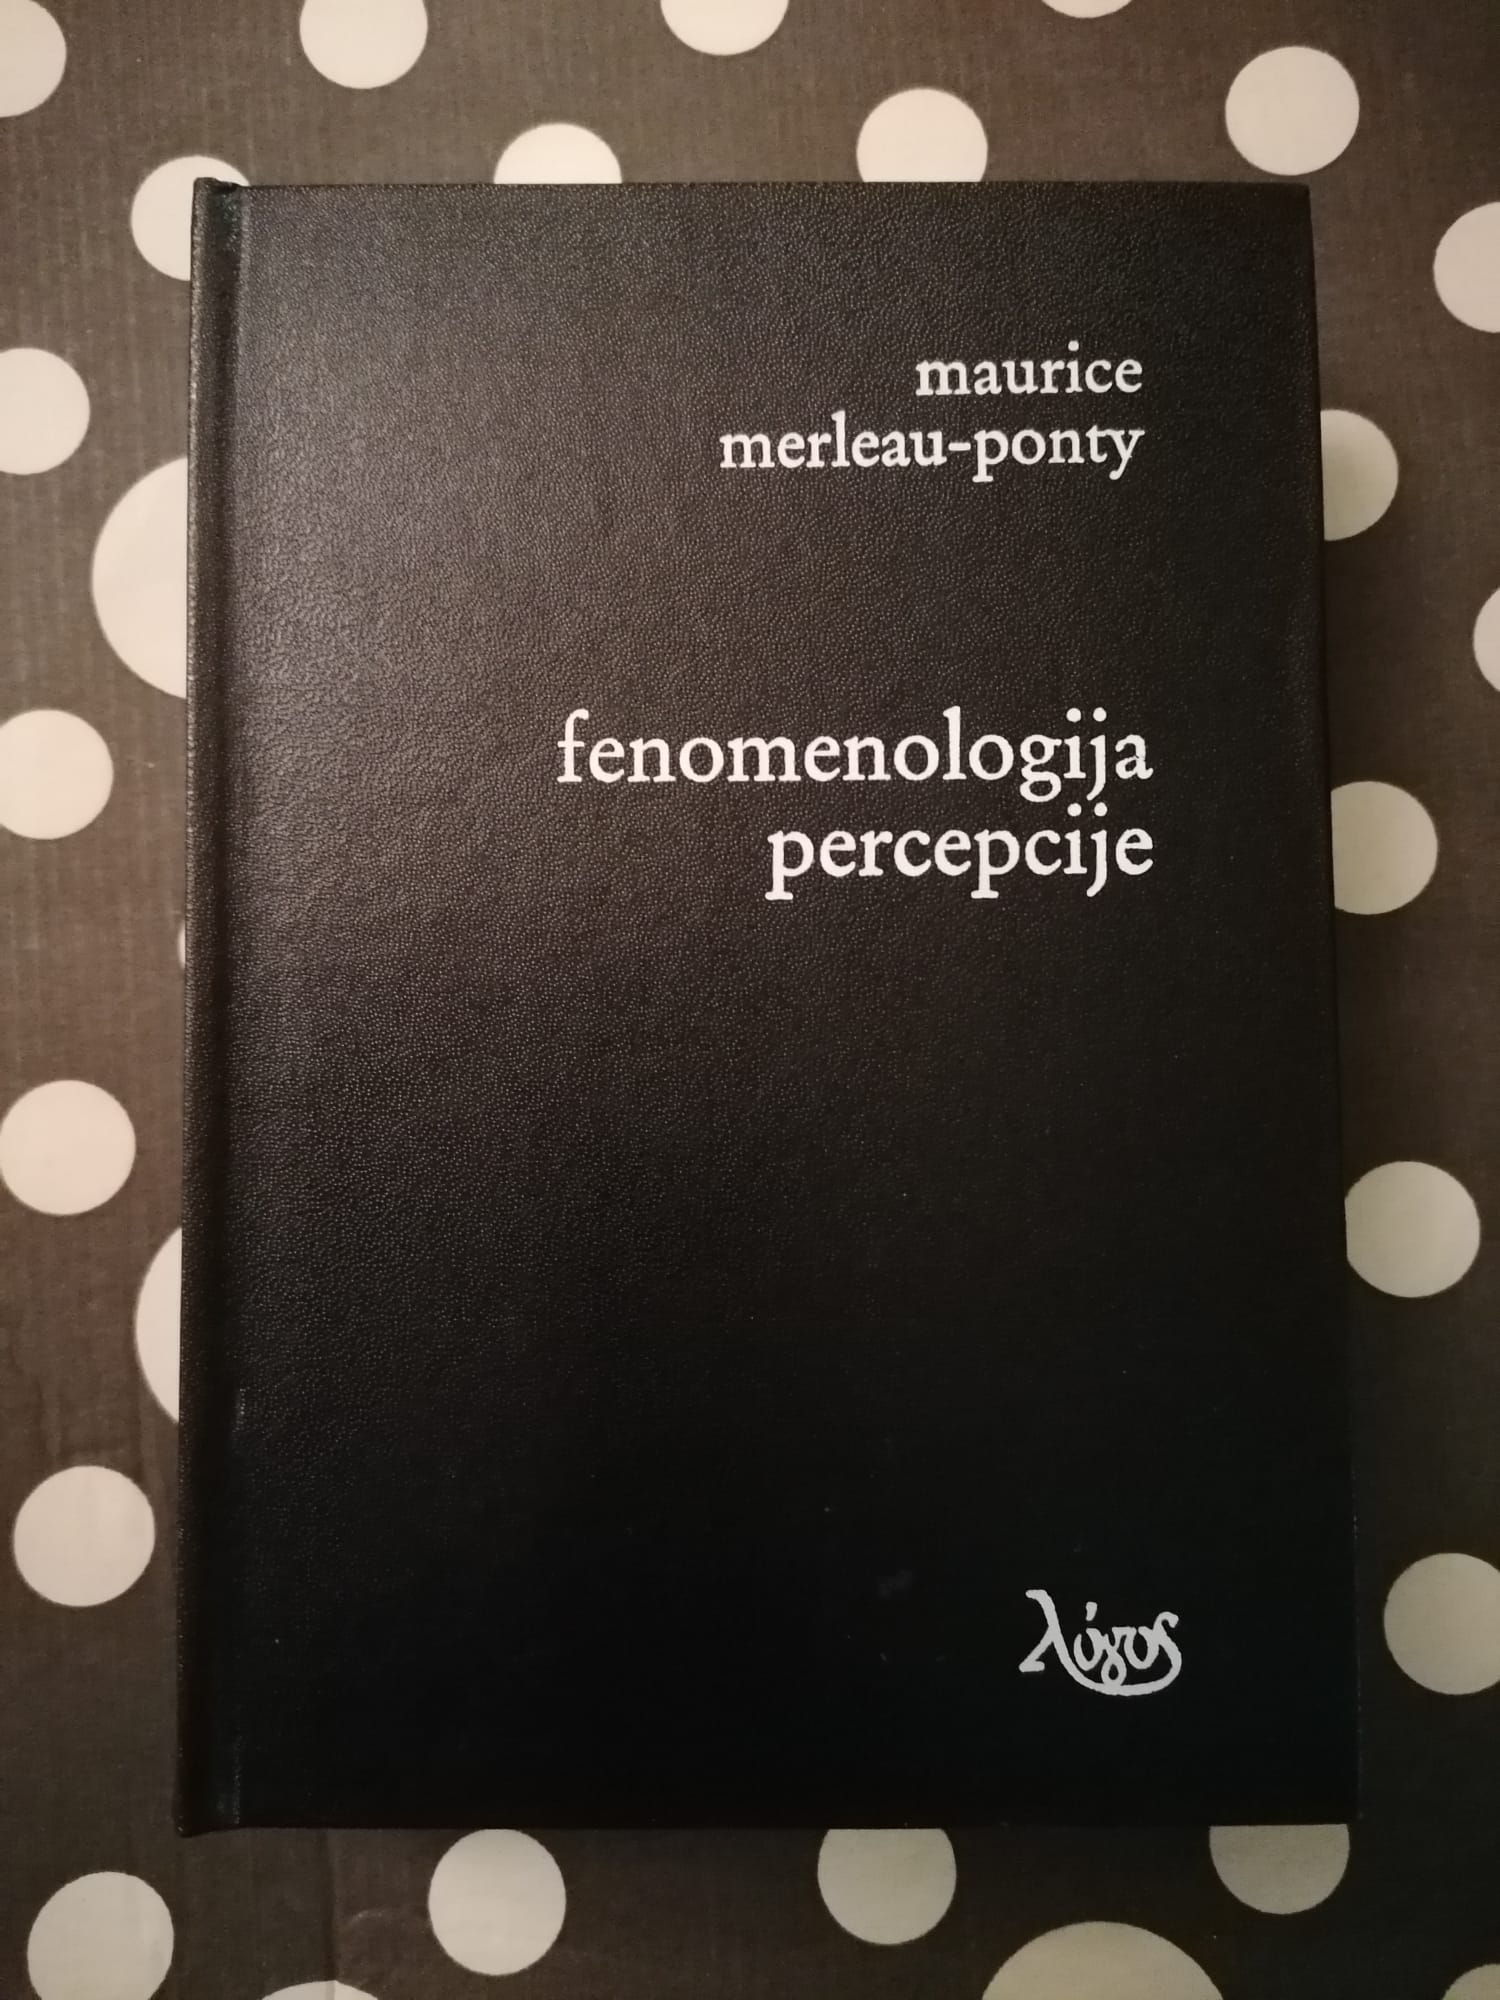 maurice
merleau-ponty
fenomenologija
percepcije
λόγος